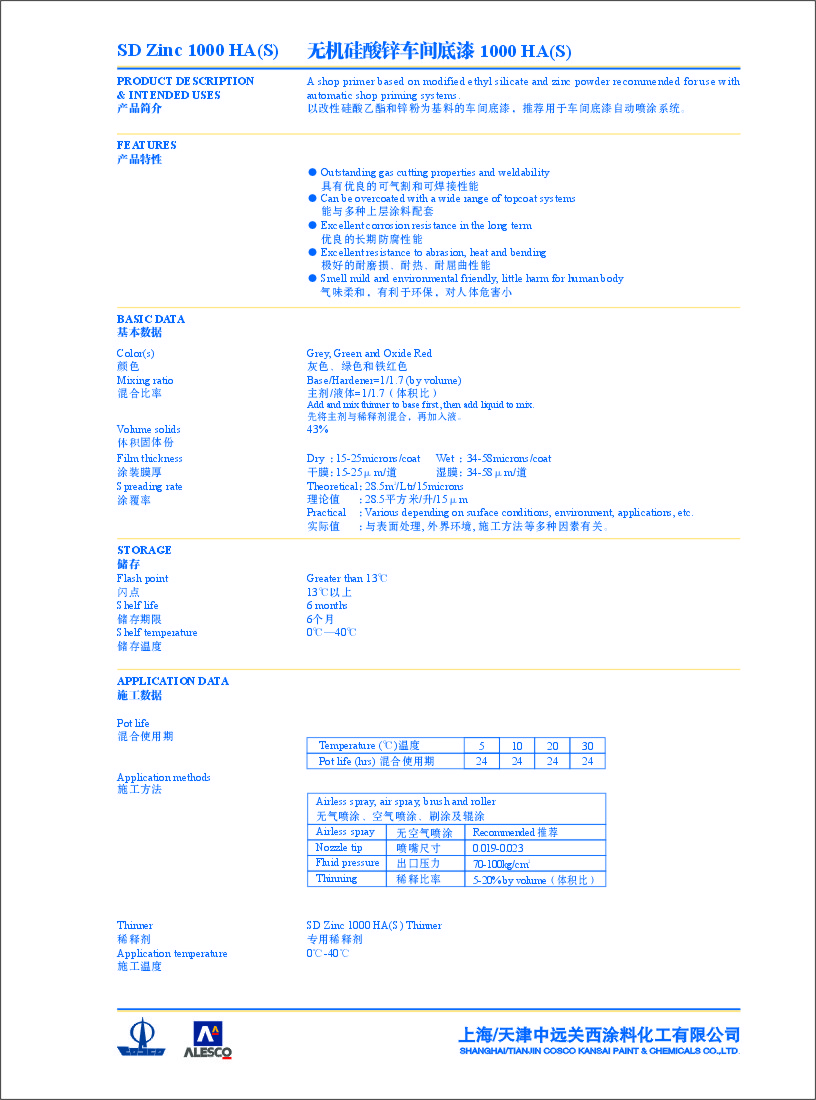 SD Zinc 1000 HA(S) 无机硅酸锌车间底漆 1000 HA(S)
PRODUCT DESCRIPTION
& INTENDED USES
产品简介
A shop primer based on modified ethyl silicate and zinc powder recommended for use with
automatic shop priming systems.
以改性硅酸乙酯和锌粉为基料的车间底漆，推荐用于车间底漆自动喷涂系统.
FEATURES
产品特性
● Outstanding gas cutting properties and weldability
具有优良的可气割和可焊接性能
● Can be overcoated with a wide range of topcoat systems
能与多种上层涂料配套
● Excellent corrosion resistance in the long term
优良的长期防腐性能
● Excellent resistance to abrasion, heat and bending
极好的耐磨损、耐热、耐屈曲性能
● Smell mild and environmental friendly, little harm for human body
气味柔和，有利于环保，对人体危害小
BASIC DATA
基本数据
Color(s) Grey, Green and Oxide Red
颜色 灰色、绿色和铁红色
Mixing ratio Base/Hardener=1/1.7 (by volume)
混合比率 主剂/液体=1/1.7（体积比）
Add and mix thinner to base first, then add liquid to mix.
先将主剂与稀释剂混合，再加入液.
Volume solids 43%
体积固体份
Film thickness Dry : 15-25microns/coat Wet : 34-58microns/coat
涂装膜厚 干膜: 15-25μm/道 湿膜: 34-58μm/道
Spreading rate Theoretical: 28.5m²/Ltr/15microns
涂覆率 理论值 : 28.5平方米/升/15μm
Practical : Various depending on surface conditions, environment, applications, etc.
实际值 : 与表面处理, 外界环境, 施工方法等多种因素有关.
STORAGE
储存
Flash point Greater than 13℃
闪点 13℃以上
Shelf life 6 months
储存期限 6个月
Shelf temperature 0℃—40℃
储存温度
APPLICATION DATA
施工数据
Pot life
混合使用期
Temperature (℃)温度 5 10 20 30
Pot life (hrs) 混合使用期 24 24 24 24
Application methods
施工方法
Airless spray, air spray, brush and roller
无气喷涂、空气喷涂、刷涂及辊涂
Airless spray 无空气喷涂 Recommended 推荐
Nozzle tip 喷嘴尺寸 0.019-0.023
Fluid pressure 出口压力 70-100kg/cm²
Thinning 稀释比率 5-20% by volume（体积比）
Thinner SD Zinc 1000 HA(S) Thinner
稀释剂 专用稀释剂
Application temperature 0℃-40℃
施工温度
COSCO
ALESCO
上海/天津中远关西涂料化工有限公司
SHANGHAI/TIANJIN COSCO KANSAI PAINT & CHEMICALS CO.,LTD.